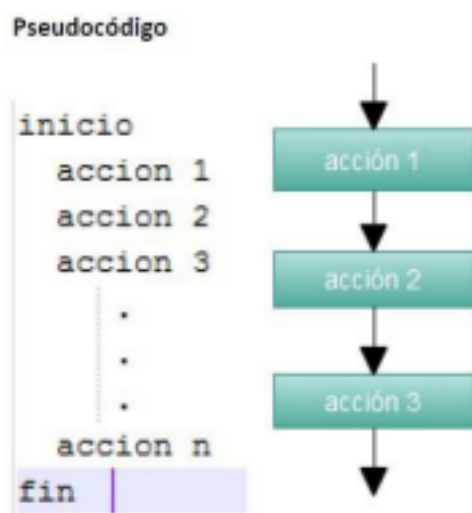 Pseudocódigo
inicio
accion 1
accion 2
accion 3
.
.
.
accion n
fin
acción 1
acción 2
acción 3